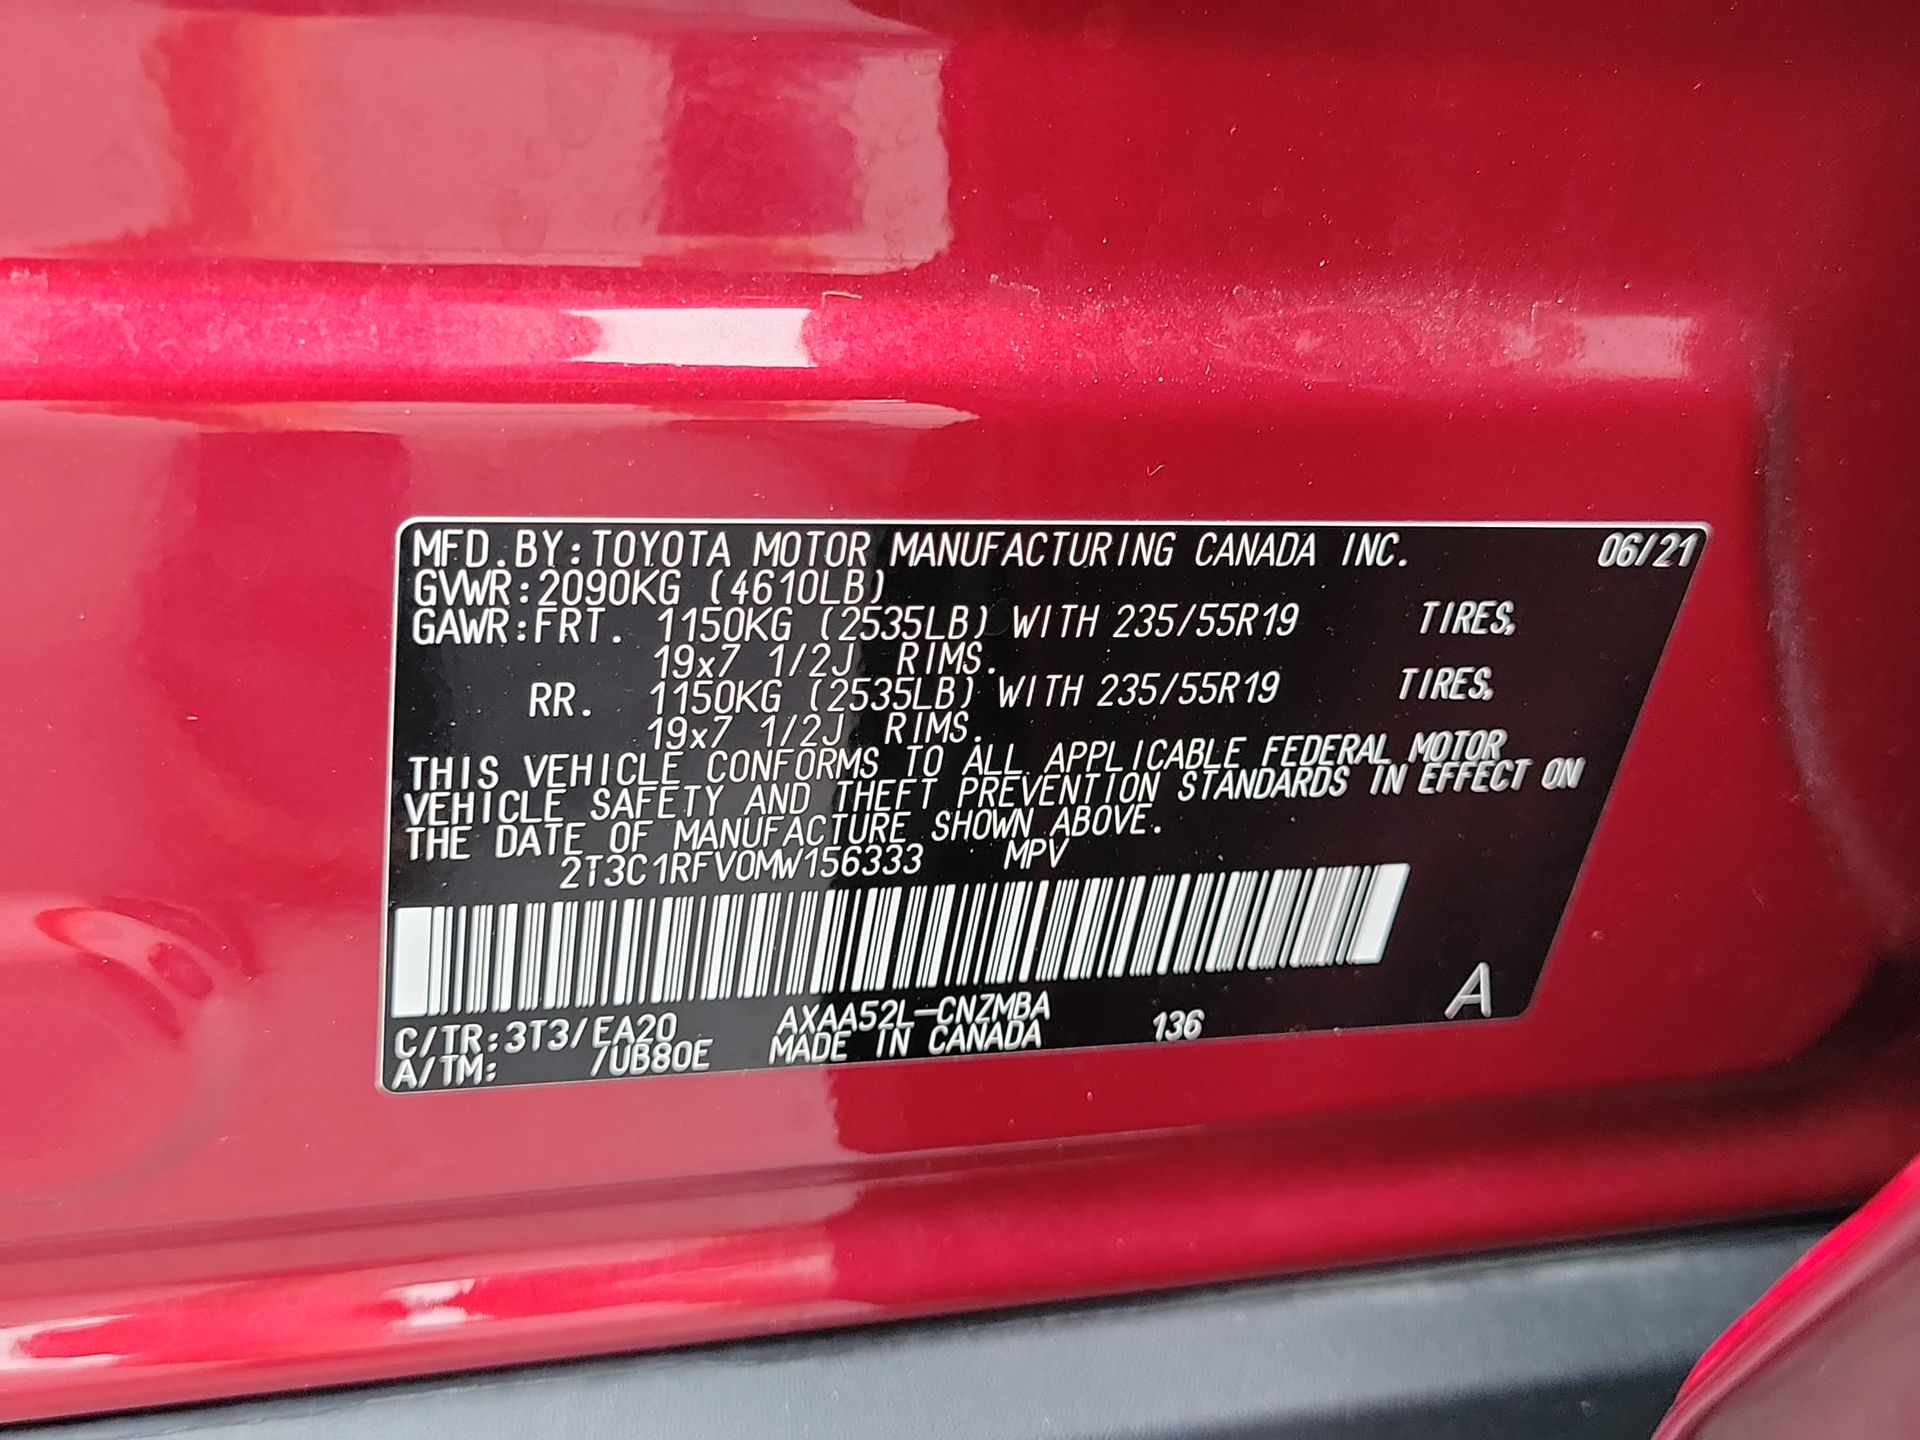 MFD. BY: TOYOTA MOTOR MANUFACTURING CANADA INC. 06/21
GVWR: 2090KG (4610LB)
GAWR: FRT. 1150KG (2535LB) WITH 235/55R19 TIRES,
19x7 1/2J RIMS.
RR. 1150KG (2535LB) WITH 235/55R19 TIRES,
19x7 1/2J RIMS.
THIS VEHICLE CONFORMS TO ALL APPLICABLE FEDERAL MOTOR
VEHICLE SAFETY AND THEFT PREVENTION STANDARDS IN EFFECT ON
THE DATE OF MANUFACTURE SHOWN ABOVE.
2T3C1RFV0MW156333 MPV
C/TR: 3T3/EA20 AXAA52L-CNZMBA 136 A
A/TM: /UB80E MADE IN CANADA